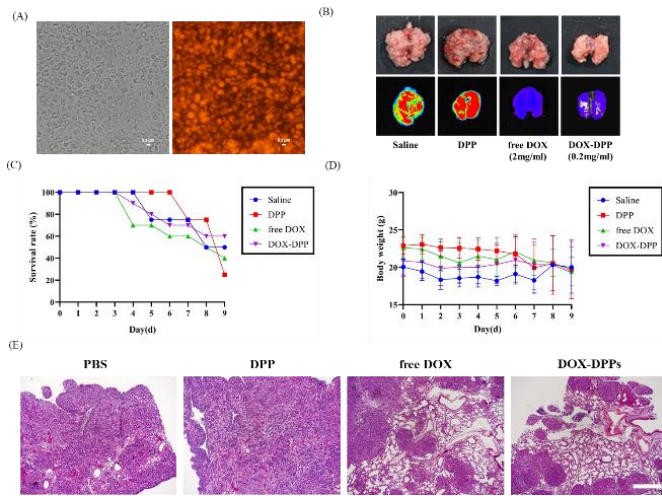 (A)
(B)
Saline DPP free DOX DOX-DPP
(2mg/ml) (0.2mg/ml)
(C)
Survival rate (%)
100
80
60
40
20
0
0 1 2 3 4 5 6 7 8 9
Day(d)
Saline
DPP
free DOX
DOX-DPP
(D)
Body weight (g)
30
25
20
15
0 1 2 3 4 5 6 7 8 9
Day(d)
Saline
DPP
free DOX
DOX-DPP
(E)
PBS DPP free DOX DOX-DPPs